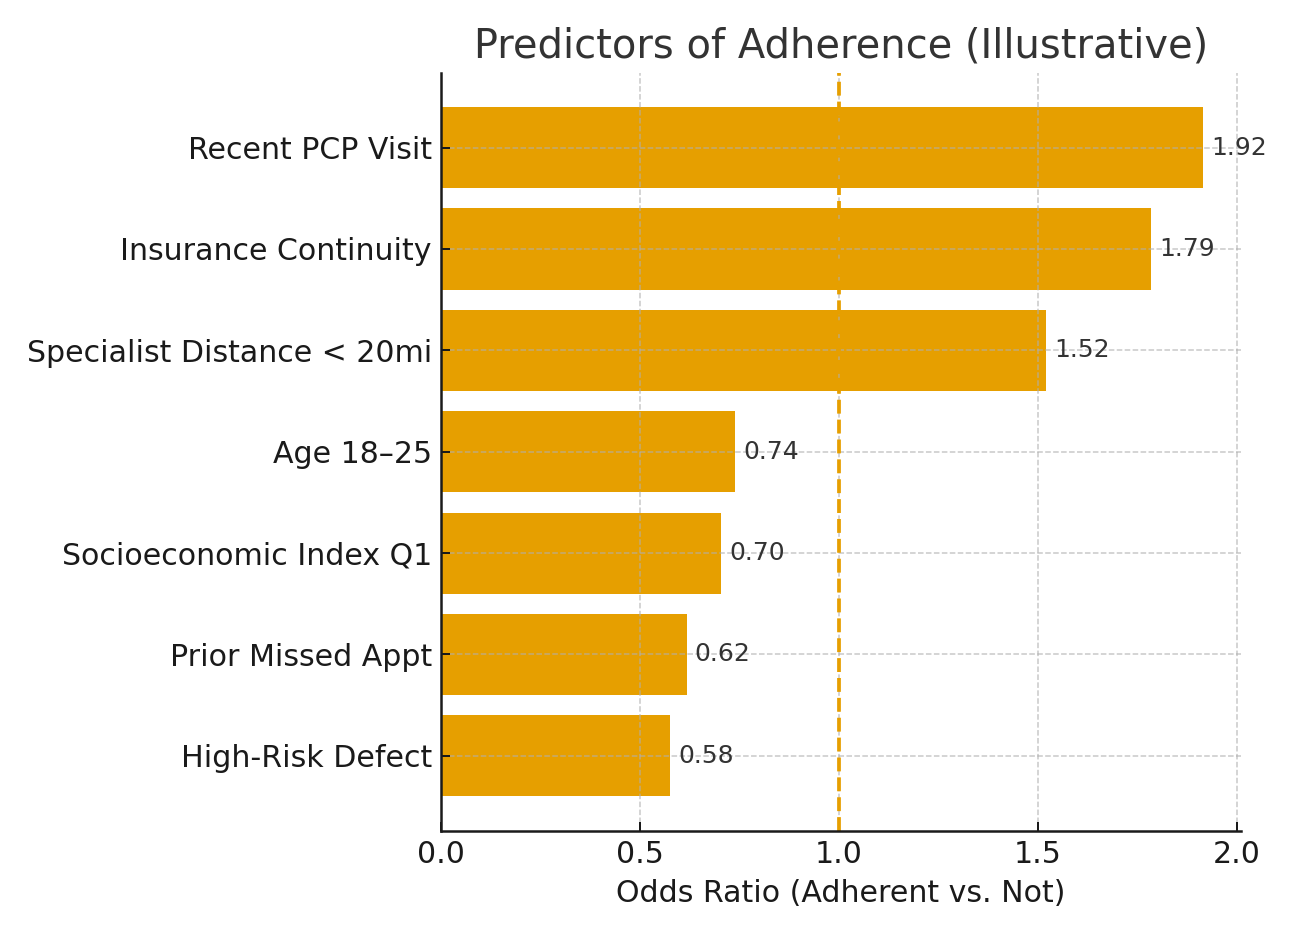 Predictors of Adherence (Illustrative)
Recent PCP Visit
1.92
Insurance Continuity
1.79
Specialist Distance < 20mi
1.52
Age 18–25
0.74
Socioeconomic Index Q1
0.70
Prior Missed Appt
0.62
High-Risk Defect
0.58
0.0 0.5 1.0 1.5 2.0
Odds Ratio (Adherent vs. Not)